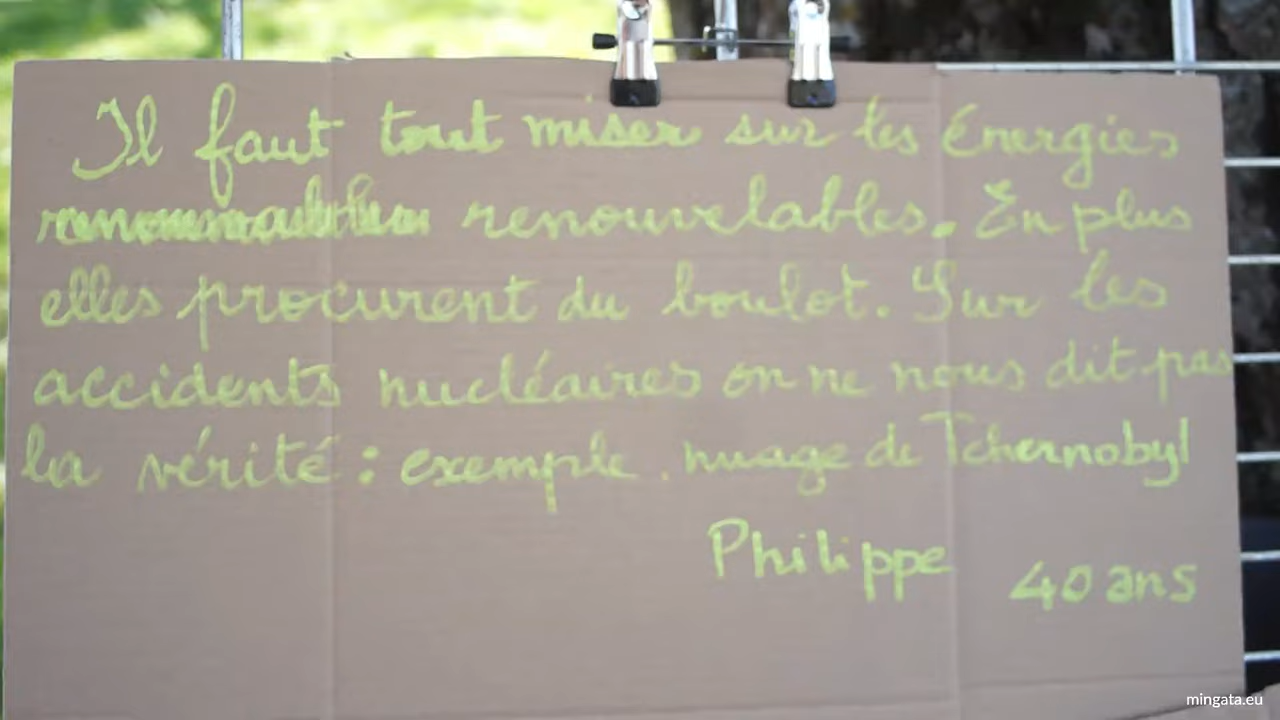 Il faut tout miser sur les énergies
renouvelables. En plus
elles procurent du boulot. Sur les
accidents nucléaires on ne nous dit pas
la vérité : exemple. nuage de Tchernobyl
Philippe 40 ans
mingata.eu